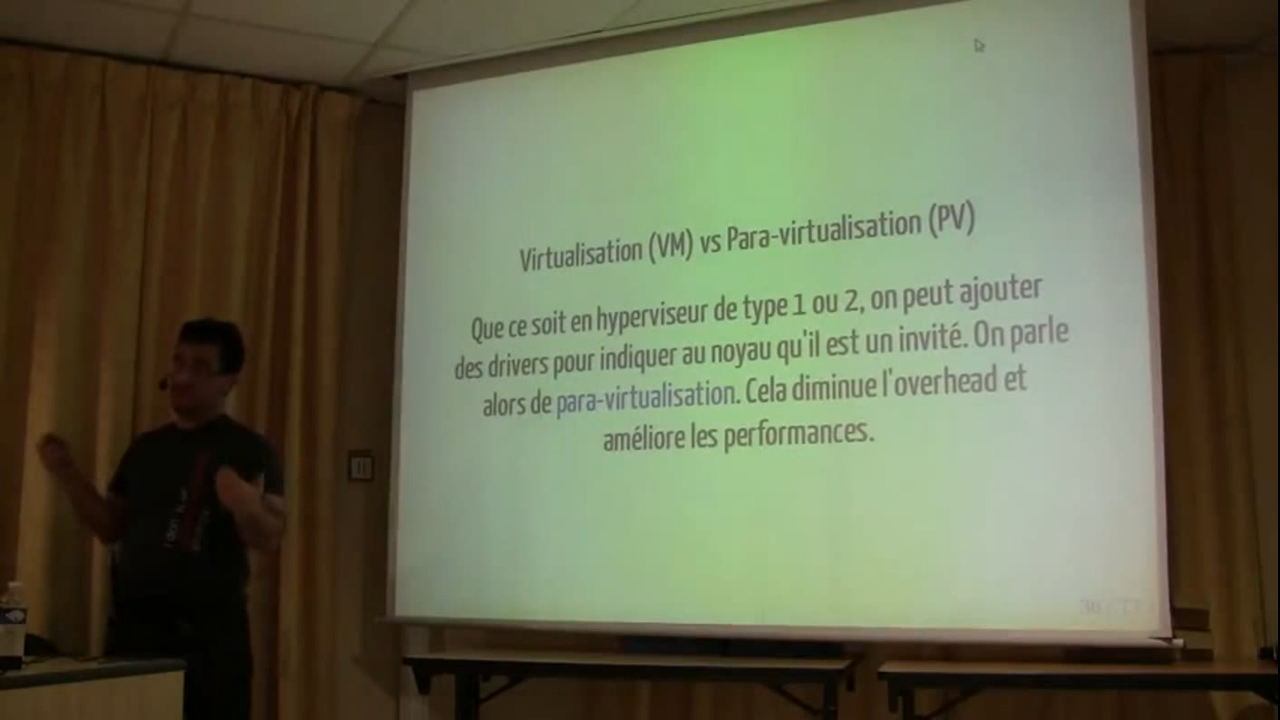 Virtualisation (VM) vs Para-virtualisation (PV)
Que ce soit en hyperviseur de type 1 ou 2, on peut ajouter
des drivers pour indiquer au noyau qu'il est un invité. On parle
alors de para-virtualisation. Cela diminue l'overhead et
améliore les performances.